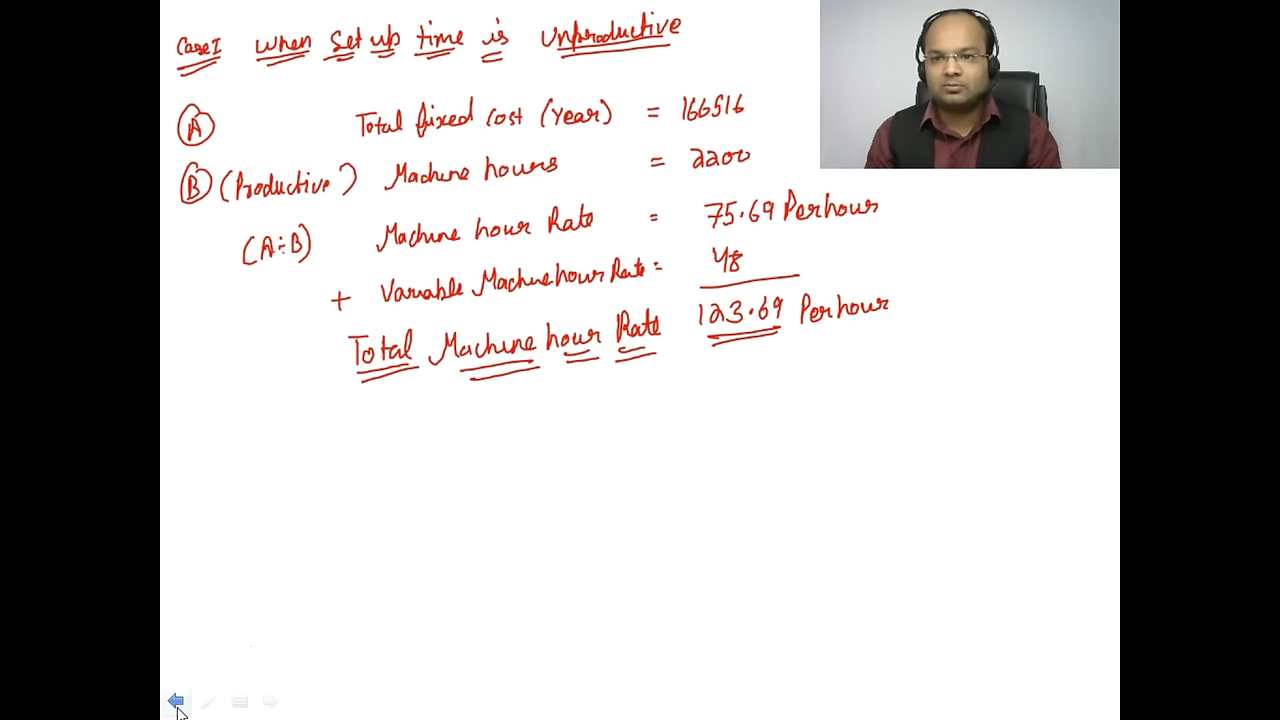 Case I when Set up time is Unproductive
(A) Total fixed cost (Year) = 166516
(B) (Productive) Machine hours = 2200
(A÷B) Machine hour Rate = 75.69 Per hour
+ Variable Machine hour Rate = 48
Total Machine hour Rate 123.69 Per hour